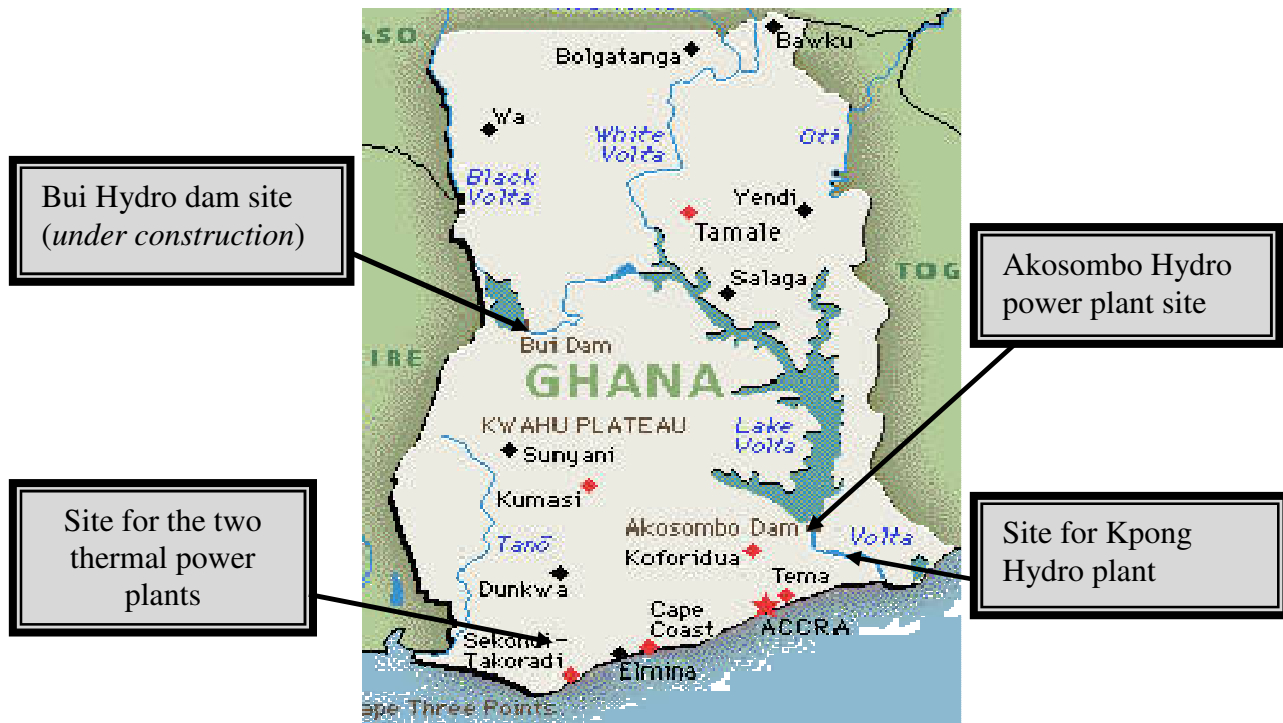 ASO
Bolgatanga
Bawku
Wa
White
Volta
Oti
Black
Volta
Yendi
Tamale
Bui Hydro dam site
(under construction)
Akosombo Hydro
power plant site
TOG
Salaga
Bui Dam
IRE
GHANA
KWAHU PLATEAU
Lake
Volta
Sunyani
Kumasi
Site for the two
thermal power
plants
Akosombo Dam
Volta
Site for Kpong
Hydro plant
Tano
Koforidua
Tema
Dunkwa
Cape
Coast
ACCRA
Sekondi-
Takoradi
Elmina
ape Three Points